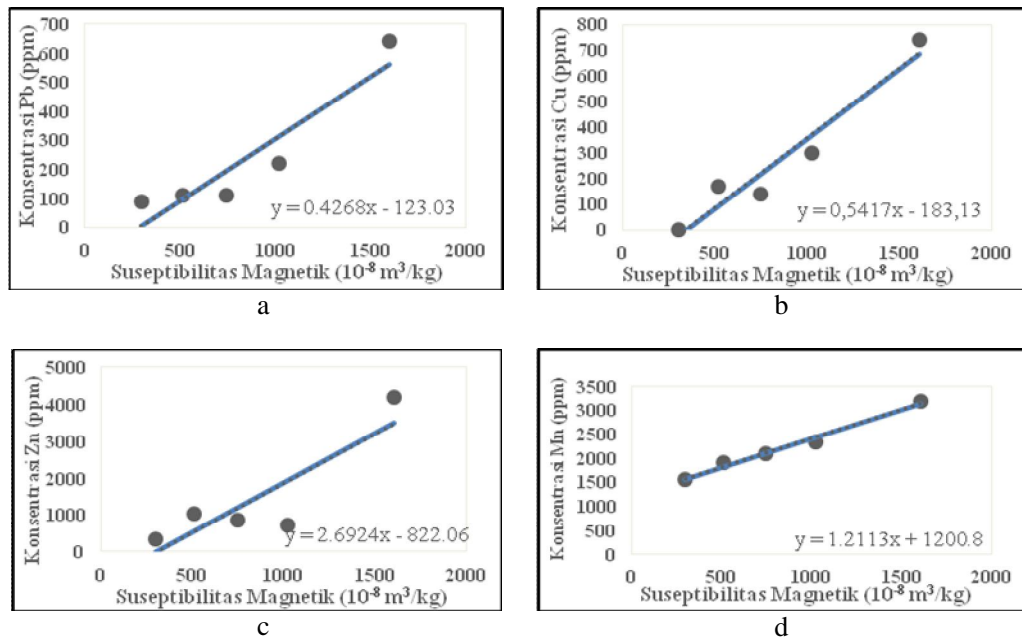 Konsentrasi Pb (ppm)
700
600
500
400
300
200
100
0
y = 0.4268x - 123.03
0 500 1000 1500 2000
Suseptibilitas Magnetik (10⁻⁸ m³/kg)
a
Konsentrasi Cu (ppm)
800
700
600
500
400
300
200
100
0
y = 0,5417x - 183,13
0 500 1000 1500 2000
Suseptibilitas Magnetik (10⁻⁸ m³/kg)
b
Konsentrasi Zn (ppm)
5000
4000
3000
2000
1000
0
y = 2.6924x - 822.06
0 500 1000 1500 2000
Suseptibilitas Magnetik (10⁻⁸ m³/kg)
c
Konsentrasi Mn (ppm)
3500
3000
2500
2000
1500
1000
500
0
y = 1.2113x + 1200.8
0 500 1000 1500 2000
Suseptibilitas Magnetik (10⁻⁸ m³/kg)
d